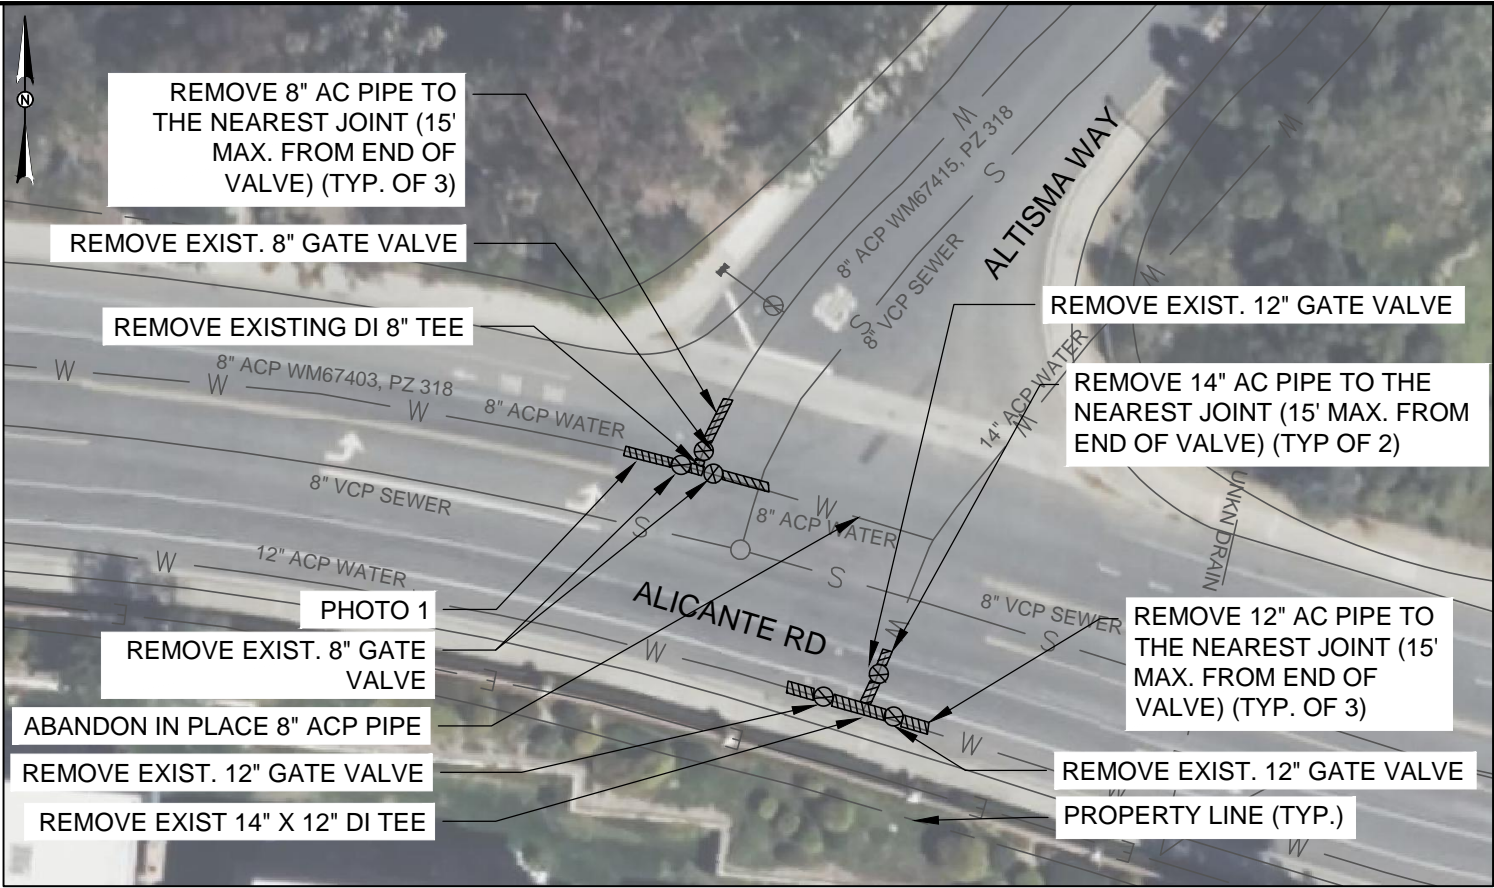 N
REMOVE 8" AC PIPE TO
THE NEAREST JOINT (15'
MAX. FROM END OF
VALVE) (TYP. OF 3)
REMOVE EXIST. 8" GATE VALVE
REMOVE EXISTING DI 8" TEE
8" ACP WM67403, PZ 318
8" ACP WATER
W
W
W
8" VCP SEWER
12" ACP WATER
W
PHOTO 1
REMOVE EXIST. 8" GATE
VALVE
ABANDON IN PLACE 8" ACP PIPE
REMOVE EXIST. 12" GATE VALVE
REMOVE EXIST 14" X 12" DI TEE
8" ACP WM67415, PZ 318
W
S
8" VCP SEWER
S
ALTISMA WAY
W
W
REMOVE EXIST. 12" GATE VALVE
14" ACP WATER
W
REMOVE 14" AC PIPE TO THE
NEAREST JOINT (15' MAX. FROM
END OF VALVE) (TYP OF 2)
W
8" ACP WATER
S
S
ALICANTE RD
W
W
8" VCP SEWER
S
UNKN DRAIN
REMOVE 12" AC PIPE TO
THE NEAREST JOINT (15'
MAX. FROM END OF
VALVE) (TYP. OF 3)
W
REMOVE EXIST. 12" GATE VALVE
PROPERTY LINE (TYP.)
W
W
E
E
E
E